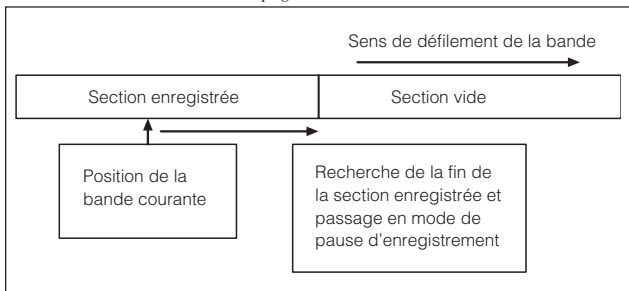 Sens de défilement de la bande
Section enregistrée
Section vide
Position de la
bande courante
Recherche de la fin de
la section enregistrée et
passage en mode de
pause d’enregistrement